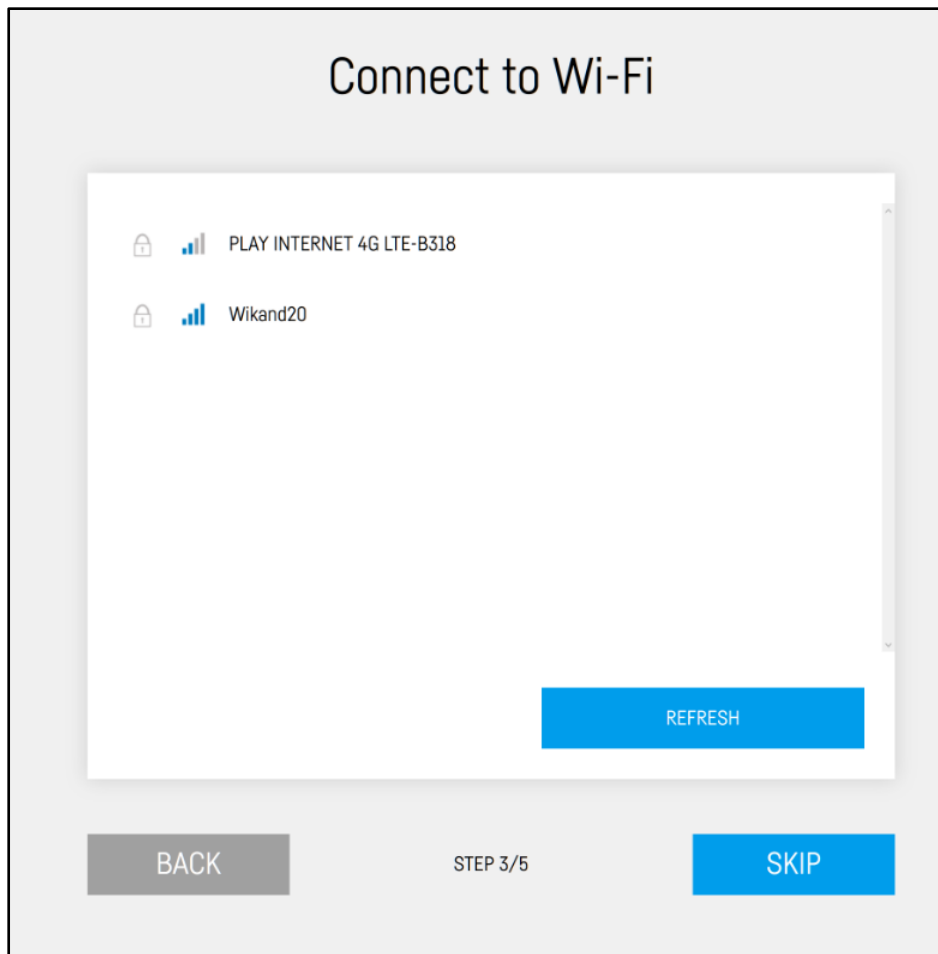 Connect to Wi-Fi
PLAY INTERNET 4G LTE-B318
Wikand20
REFRESH
BACK
STEP 3/5
SKIP